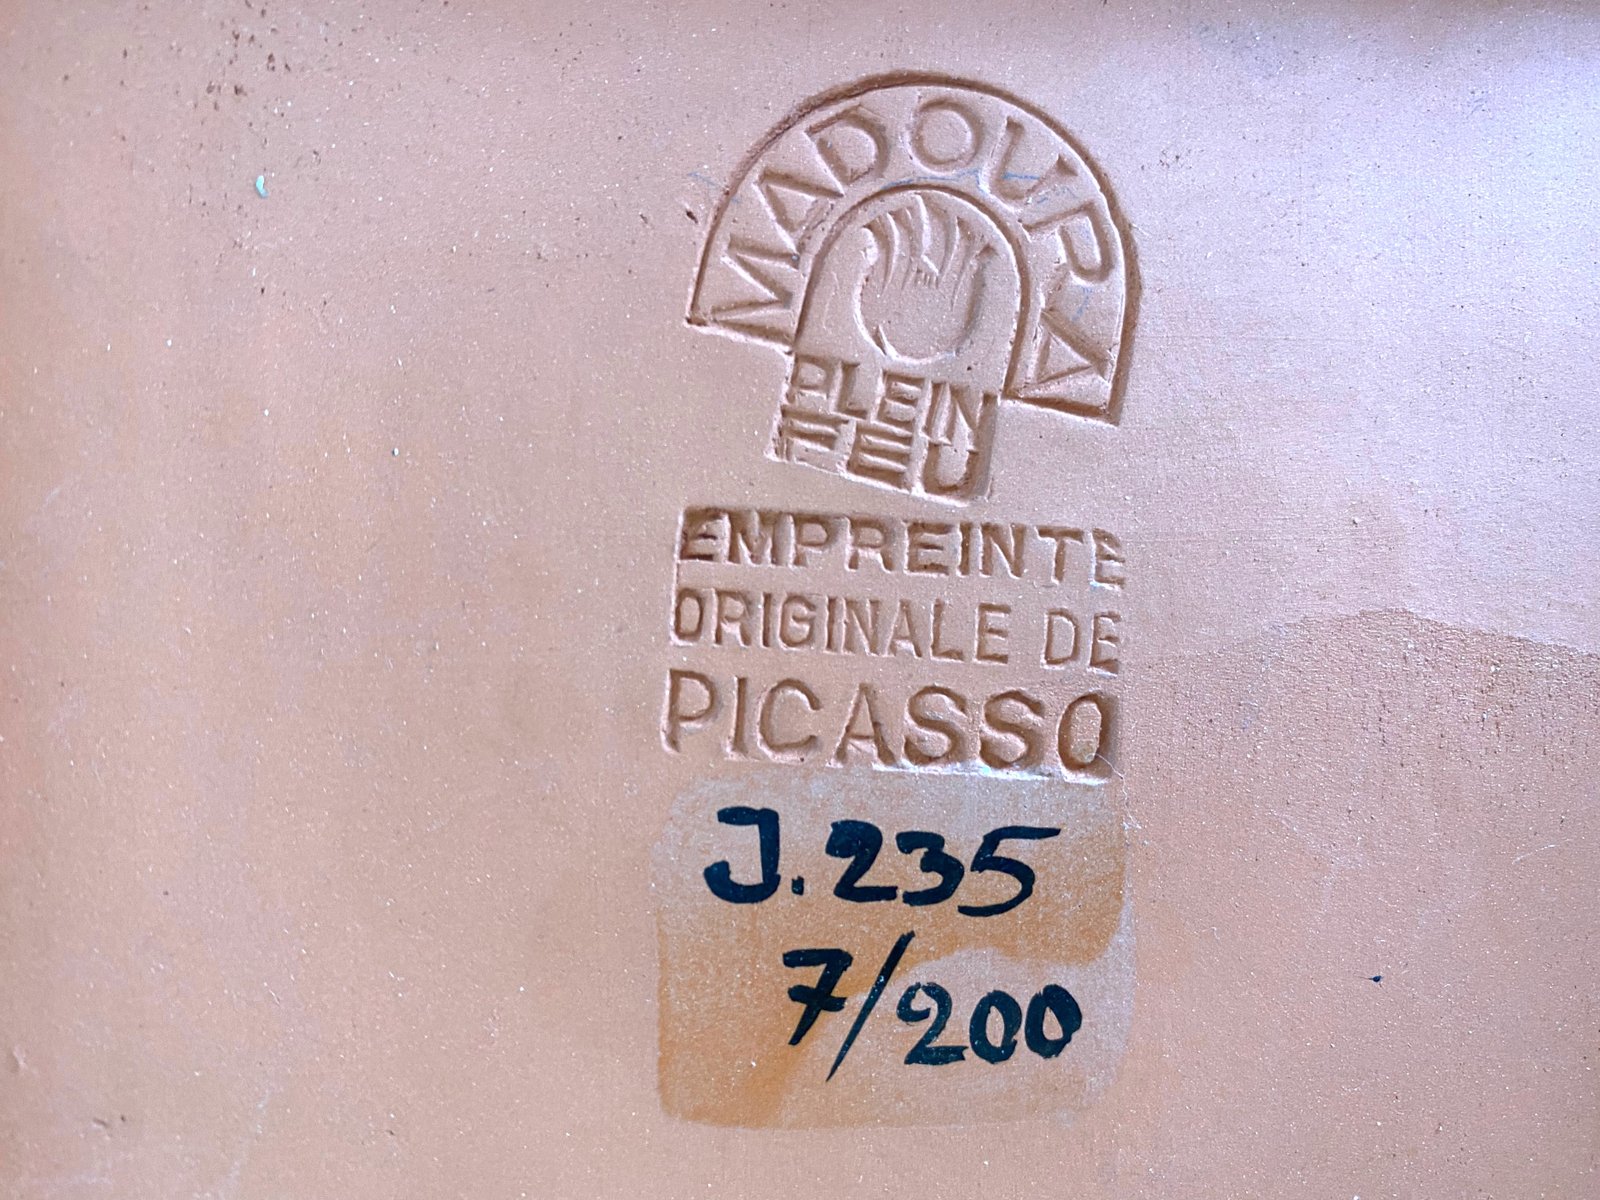 MADOURA
PLEIN
FEU
EMPREINTE
ORIGINALE DE
PICASSO
J.235
7/200